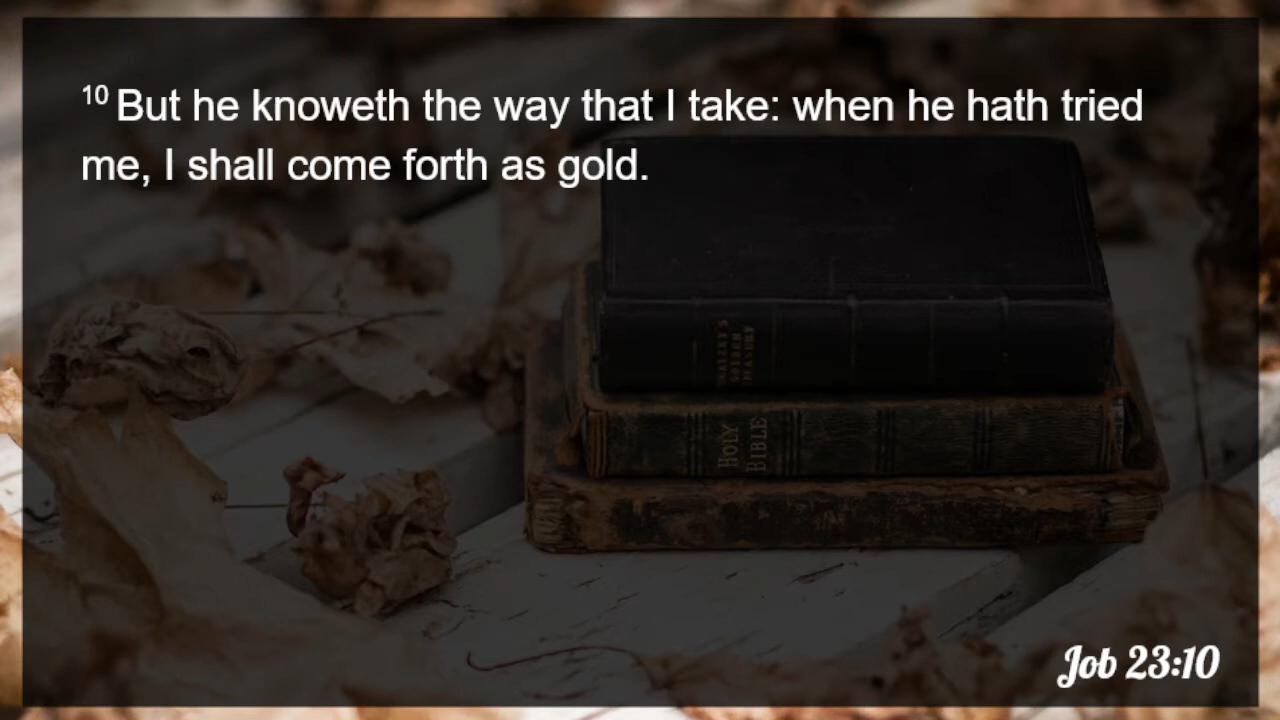 10 But he knoweth the way that I take: when he hath tried
me, I shall come forth as gold.
GOLDEN
HOLY
BIBLE
Job 23:10